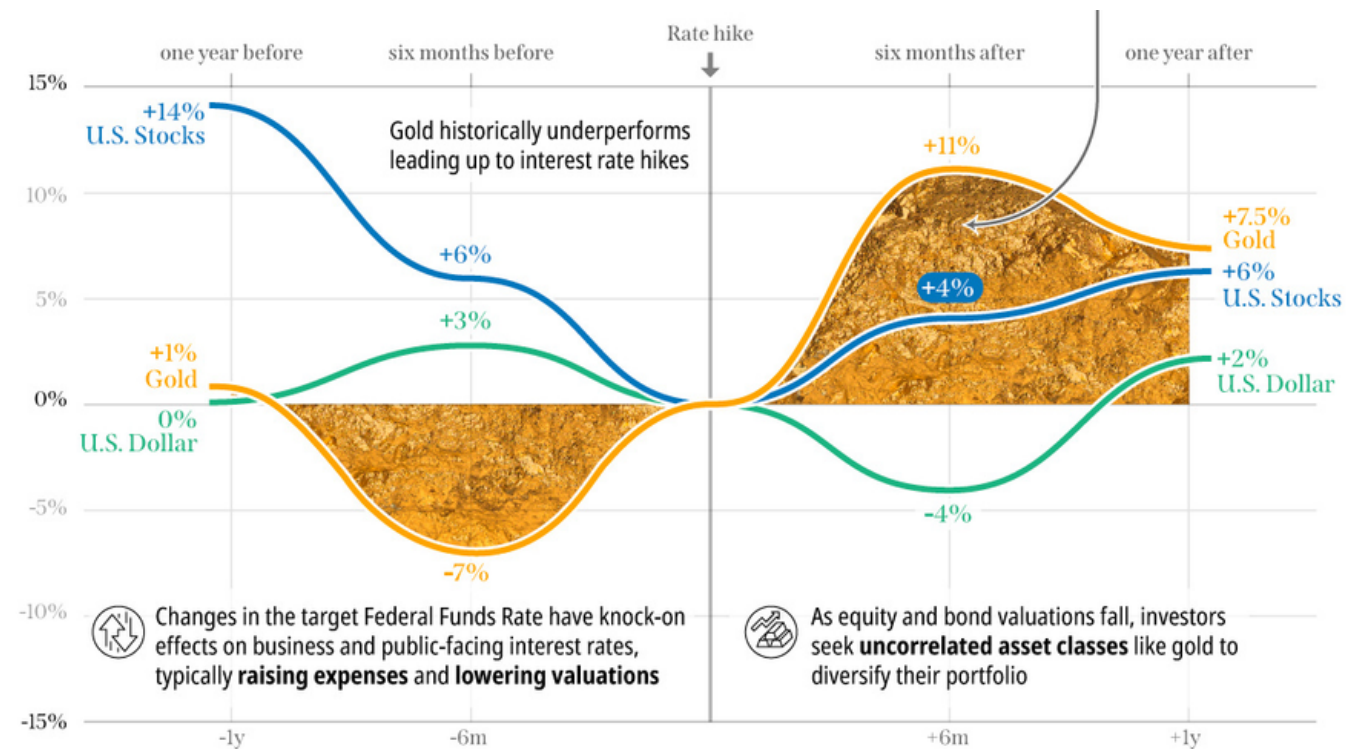 Rate hike
one year before
six months before
six months after
one year after
15%
10%
5%
0%
-5%
-10%
-15%
+14%
U.S. Stocks
Gold historically underperforms
leading up to interest rate hikes
+6%
+3%
+1%
Gold
0%
U.S. Dollar
-7%
+11%
+4%
-4%
+7.5%
Gold
+6%
U.S. Stocks
+2%
U.S. Dollar
Changes in the target Federal Funds Rate have knock-on
effects on business and public-facing interest rates,
typically raising expenses and lowering valuations
As equity and bond valuations fall, investors
seek uncorrelated asset classes like gold to
diversify their portfolio
-1y
-6m
+6m
+1y